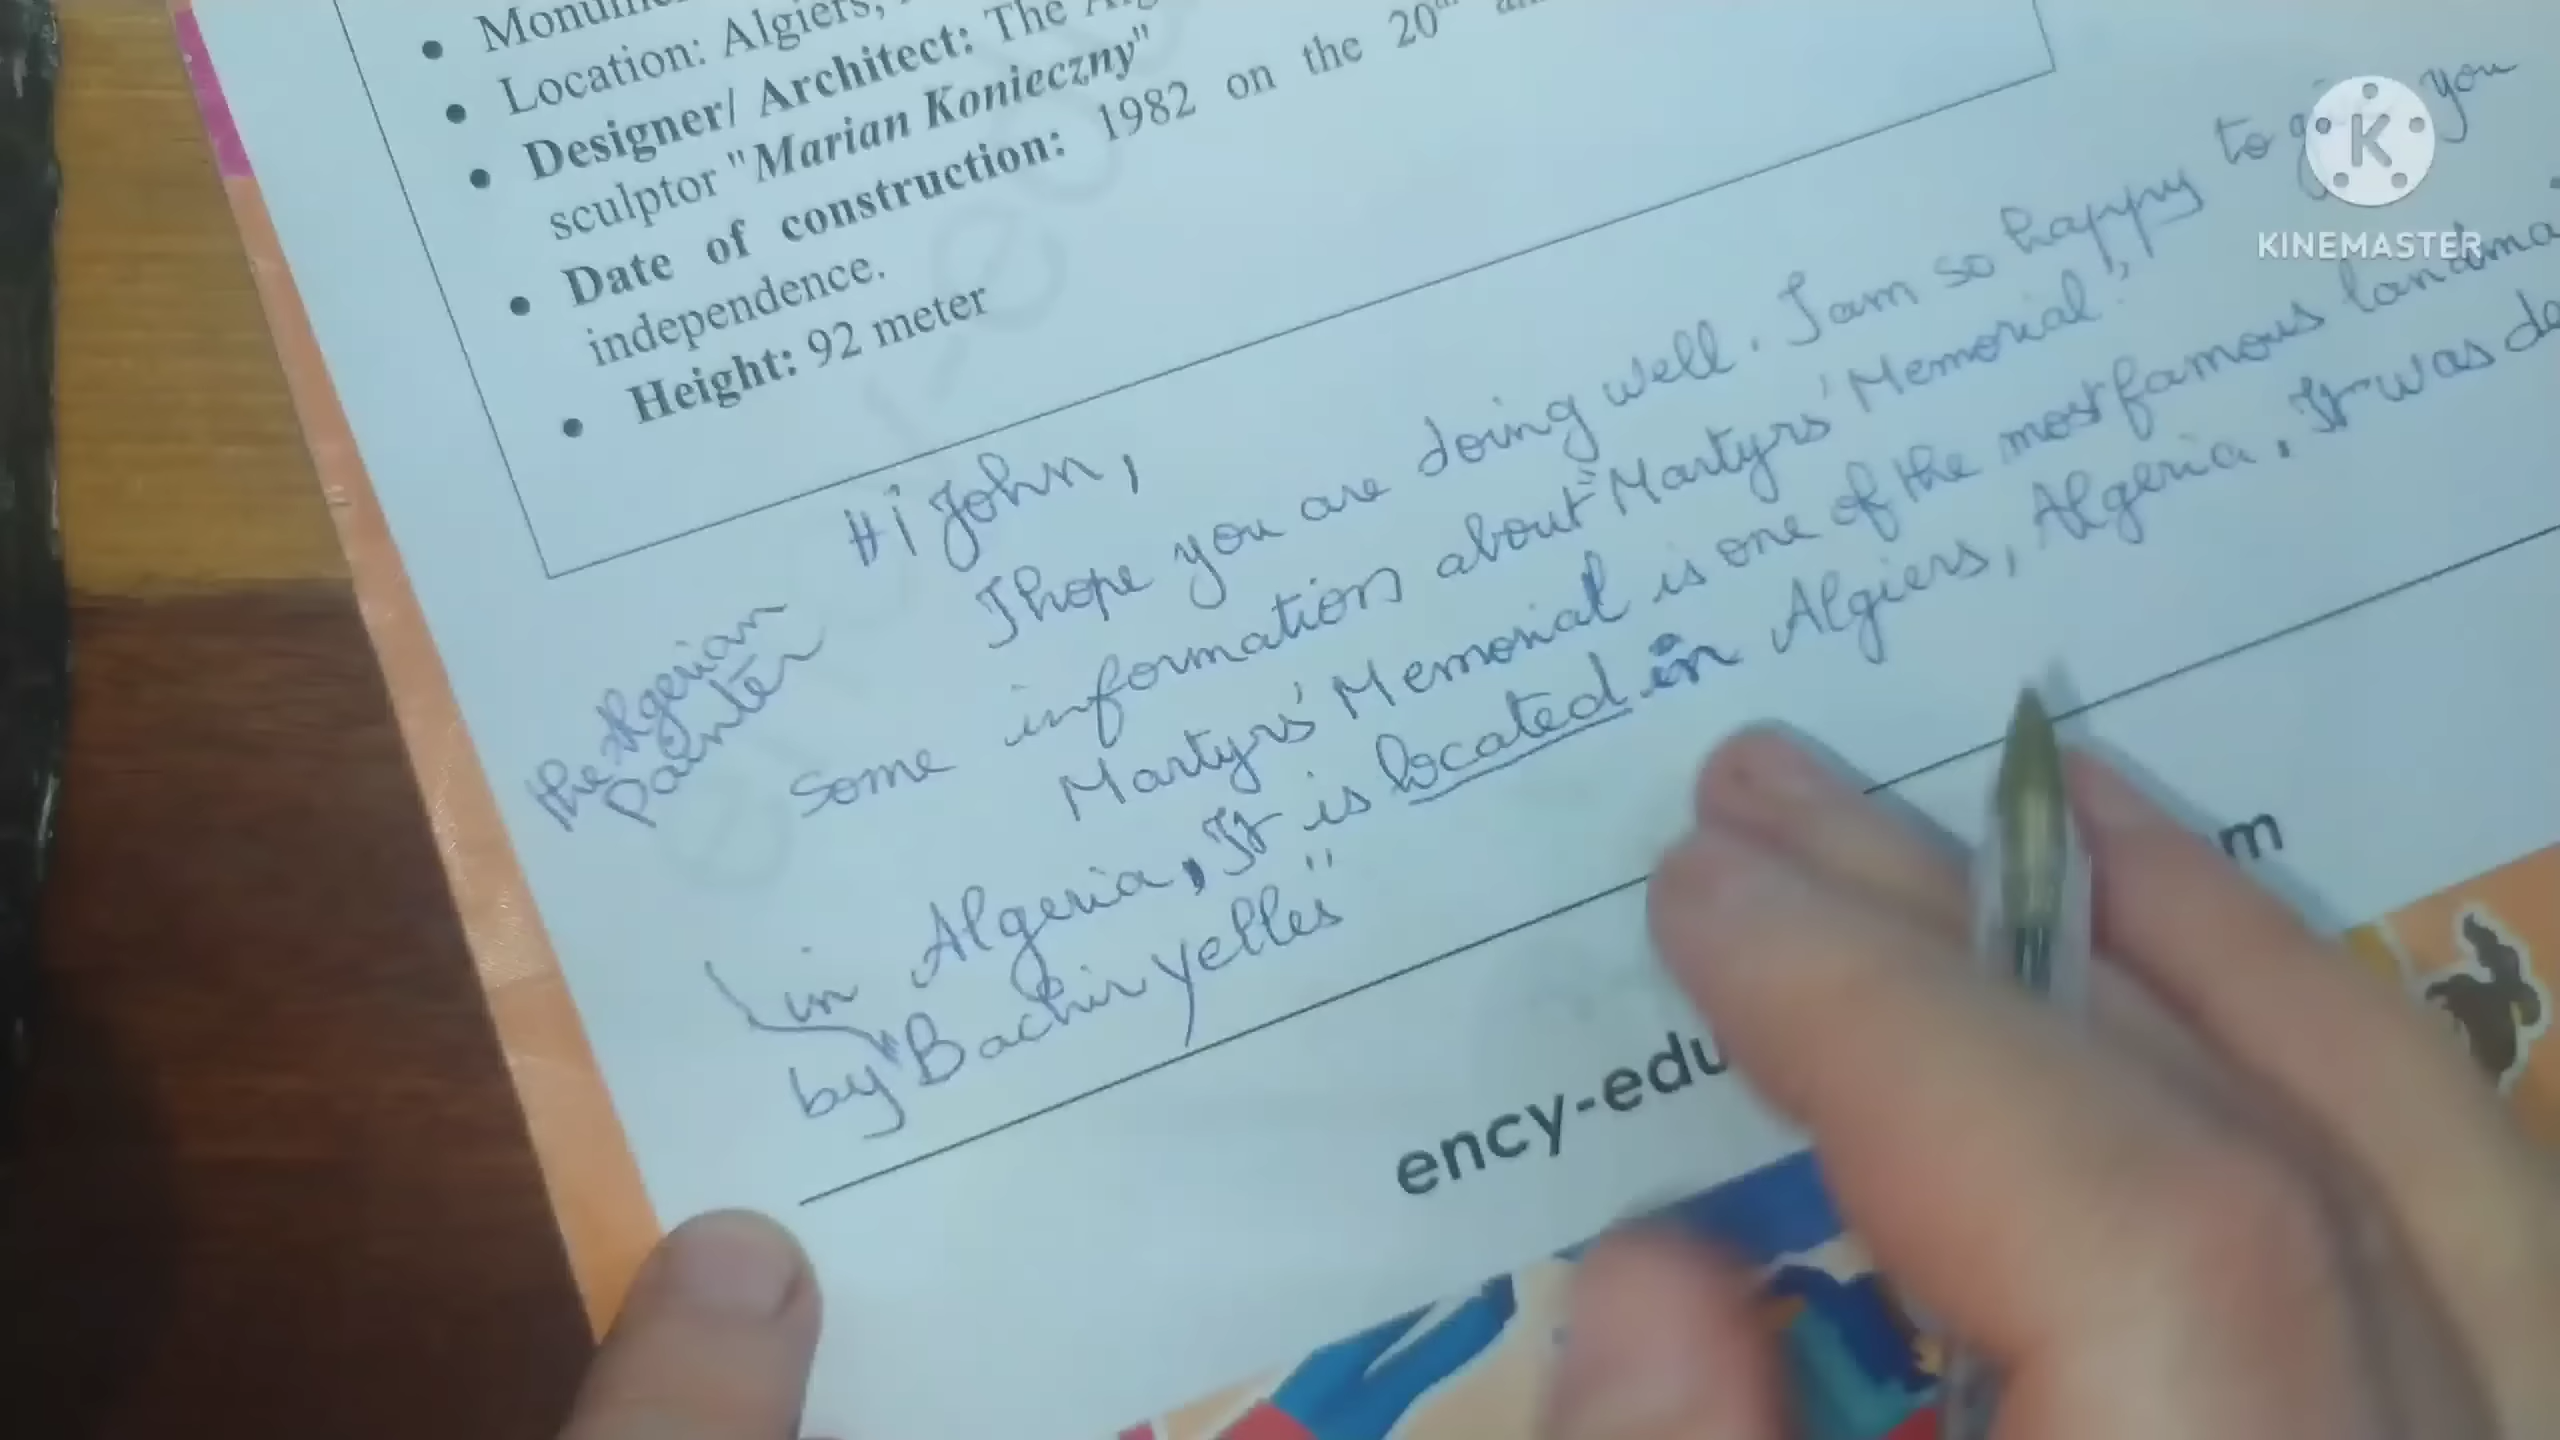 Location: Algiers,
Designer/ Architect: The
sculptor "Marian Konieczny"
Date of construction: 1982 on the 20th
independence.
Height: 92 meter
Hi John,
I hope you are doing well. I am so happy to give you
some information about "Martyrs' Memorial",
Martyrs' Memorial is one of the most famous
in Algeria, It is located in Algiers, Algeria. It was
by "Bachir Yelles"
the Algerian
painter
ency-edu
m
K
KINEMASTER